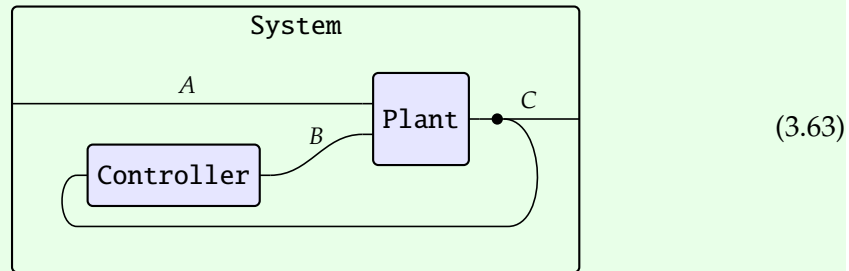 System
A
C
Plant
B
Controller
(3.63)